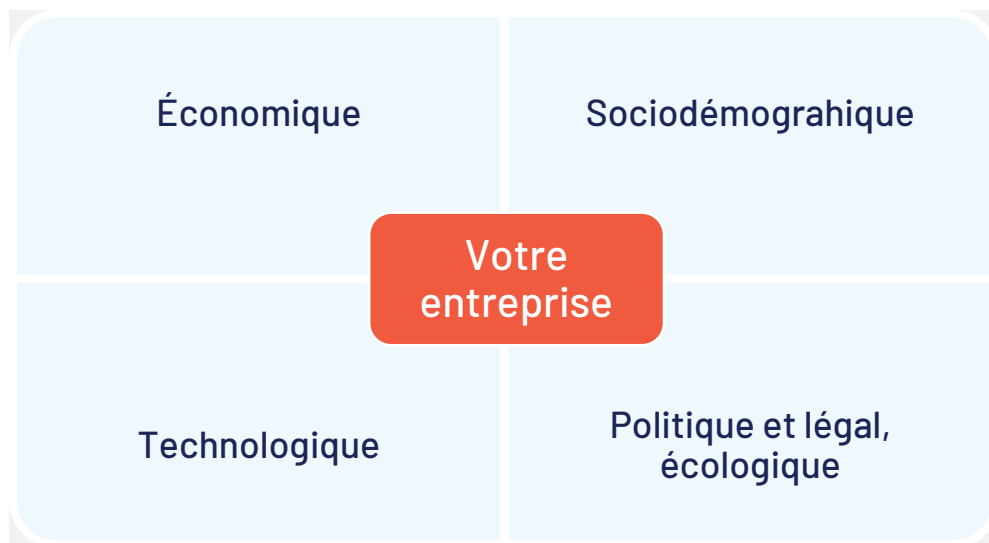 Économique
Sociodémograhique
Votre
entreprise
Technologique
Politique et légal,
écologique